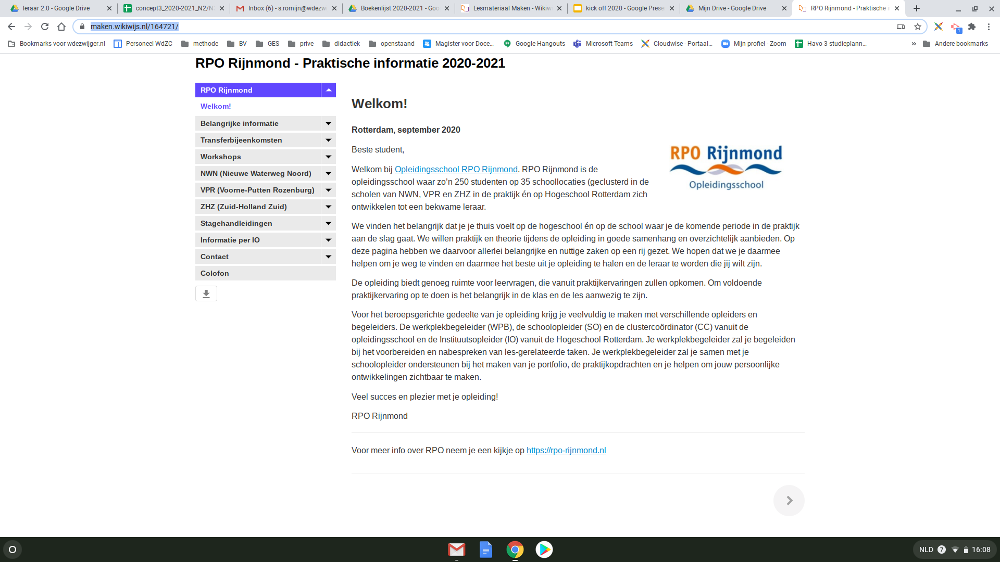 leraar 2.0 - Google Drive
concept3_2020-2021_N2/N
Inbox (6) - s.romijn@wdezwi
Boekenlijst 2020-2021 - Goo
Lesmateriaal Maken - Wikiw
kick off 2020 - Google Prese
Mijn Drive - Google Drive
RPO Rijnmond - Praktische i
maken.wikiwijs.nl/164721/
1
Bookmarks voor wdezwijger.nl
Personeel WdZC
methode
BV
GES
prive
didactiek
openstaand
Magister voor Doce...
Google Hangouts
Microsoft Teams
Cloudwise - Portaal...
Mijn profiel - Zoom
Havo 3 studieplann...
»
Andere bookmarks
RPO Rijnmond - Praktische informatie 2020-2021
RPO Rijnmond
Welkom!
Belangrijke informatie
Transferbijeenkomsten
Workshops
NWN (Nieuwe Waterweg Noord)
VPR (Voorne-Putten Rozenburg)
ZHZ (Zuid-Holland Zuid)
Stagehandleidingen
Informatie per IO
Contact
Colofon
Welkom!
Rotterdam, september 2020
Beste student,
RPO Rijnmond
Opleidingsschool
Welkom bij Opleidingsschool RPO Rijnmond. RPO Rijnmond is de
opleidingsschool waar zo’n 250 studenten op 35 schoollocaties (geclusterd in de
scholen van NWN, VPR en ZHZ in de praktijk én op Hogeschool Rotterdam zich
ontwikkelen tot een bekwame leraar.
We vinden het belangrijk dat je je thuis voelt op de hogeschool én op de school waar je de komende periode in de praktijk
aan de slag gaat. We willen praktijk en theorie tijdens de opleiding in goede samenhang en overzichtelijk aanbieden. Op
deze pagina hebben we daarvoor allerlei belangrijke en nuttige zaken op een rij gezet. We hopen dat we je daarmee
helpen om je weg te vinden en daarmee het beste uit je opleiding te halen en de leraar te worden die jij wilt zijn.
De opleiding biedt genoeg ruimte voor leervragen, die vanuit praktijkervaringen zullen opkomen. Om voldoende
praktijkervaring op te doen is het belangrijk in de klas en de les aanwezig te zijn.
Voor het beroepsgerichte gedeelte van je opleiding krijg je veelvuldig te maken met verschillende opleiders en
begeleiders. De werkplekbegeleider (WPB), de schoolopleider (SO) en de clustercoördinator (CC) vanuit de
opleidingsschool en de Instituutsopleider (IO) vanuit de Hogeschool Rotterdam. Je werkplekbegeleider zal je begeleiden
bij het voorbereiden en nabespreken van les-gerelateerde taken. Je werkplekbegeleider zal je samen met je
schoolopleider ondersteunen bij het maken van je portfolio, de praktijkopdrachten en je helpen om jouw persoonlijke
ontwikkelingen zichtbaar te maken.
Veel succes en plezier met je opleiding!
RPO Rijnmond
Voor meer info over RPO neem je een kijkje op https://rpo-rijnmond.nl
NLD 7 16:08